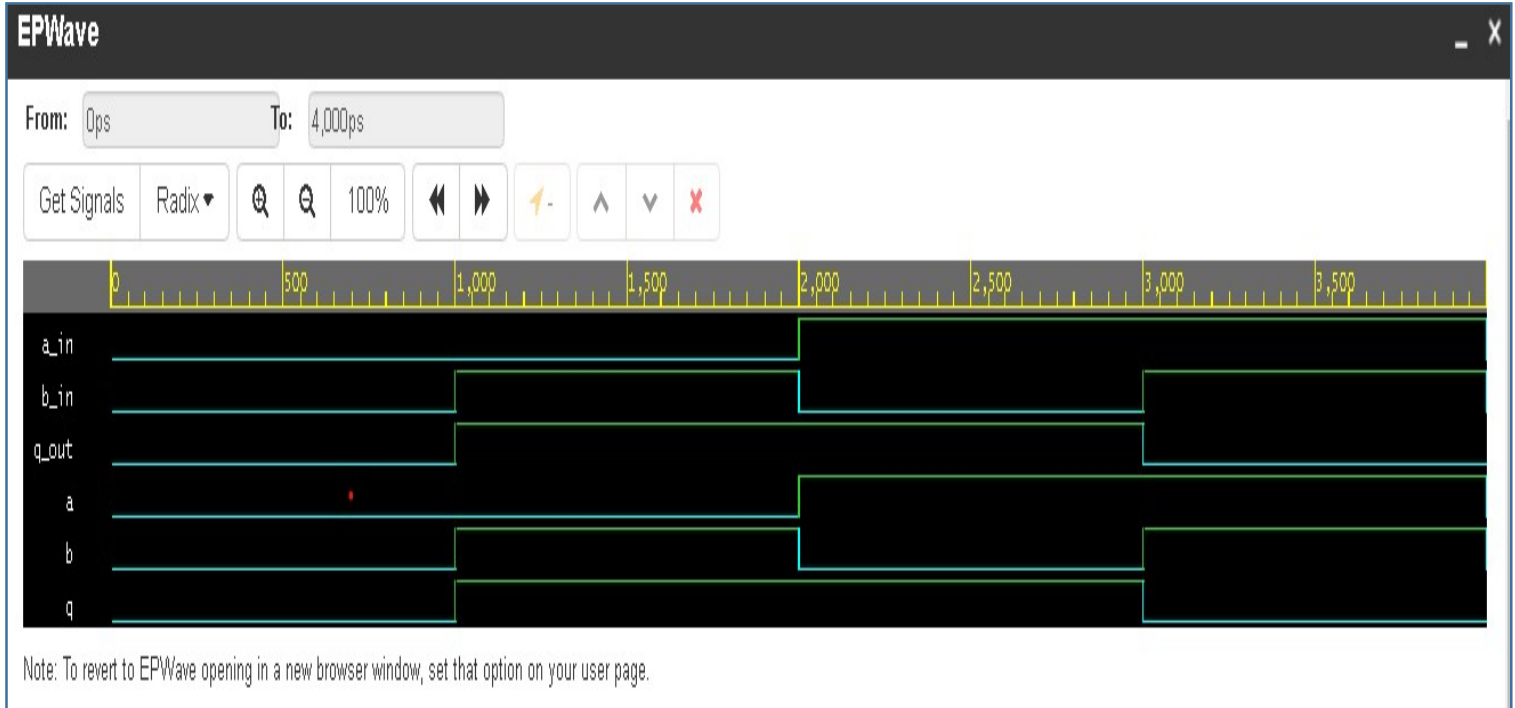 EPWave
From: 0ps To: 4,000ps
Get Signals Radix 100% -
0 500 1,000 1,500 2,000 2,500 3,000 3,500
a_in
b_in
q_out
a
b
q
Note: To revert to EPWave opening in a new browser window, set that option on your user page.